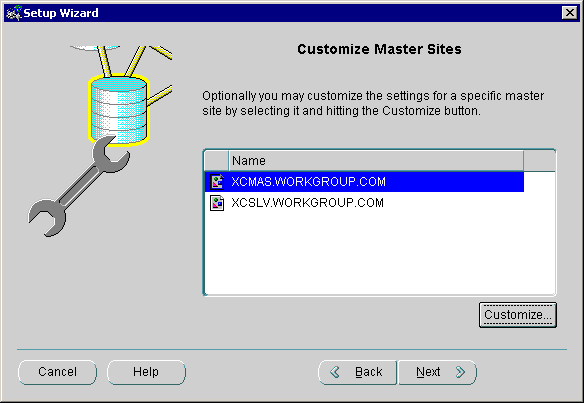 Setup Wizard
Customize Master Sites
Optionally you may customize the settings for a specific master
site by selecting it and hitting the Customize button.
Name
XCMAS.WORKGROUP.COM
XCSLV.WORKGROUP.COM
Customize...
Cancel
Help
Back
Next